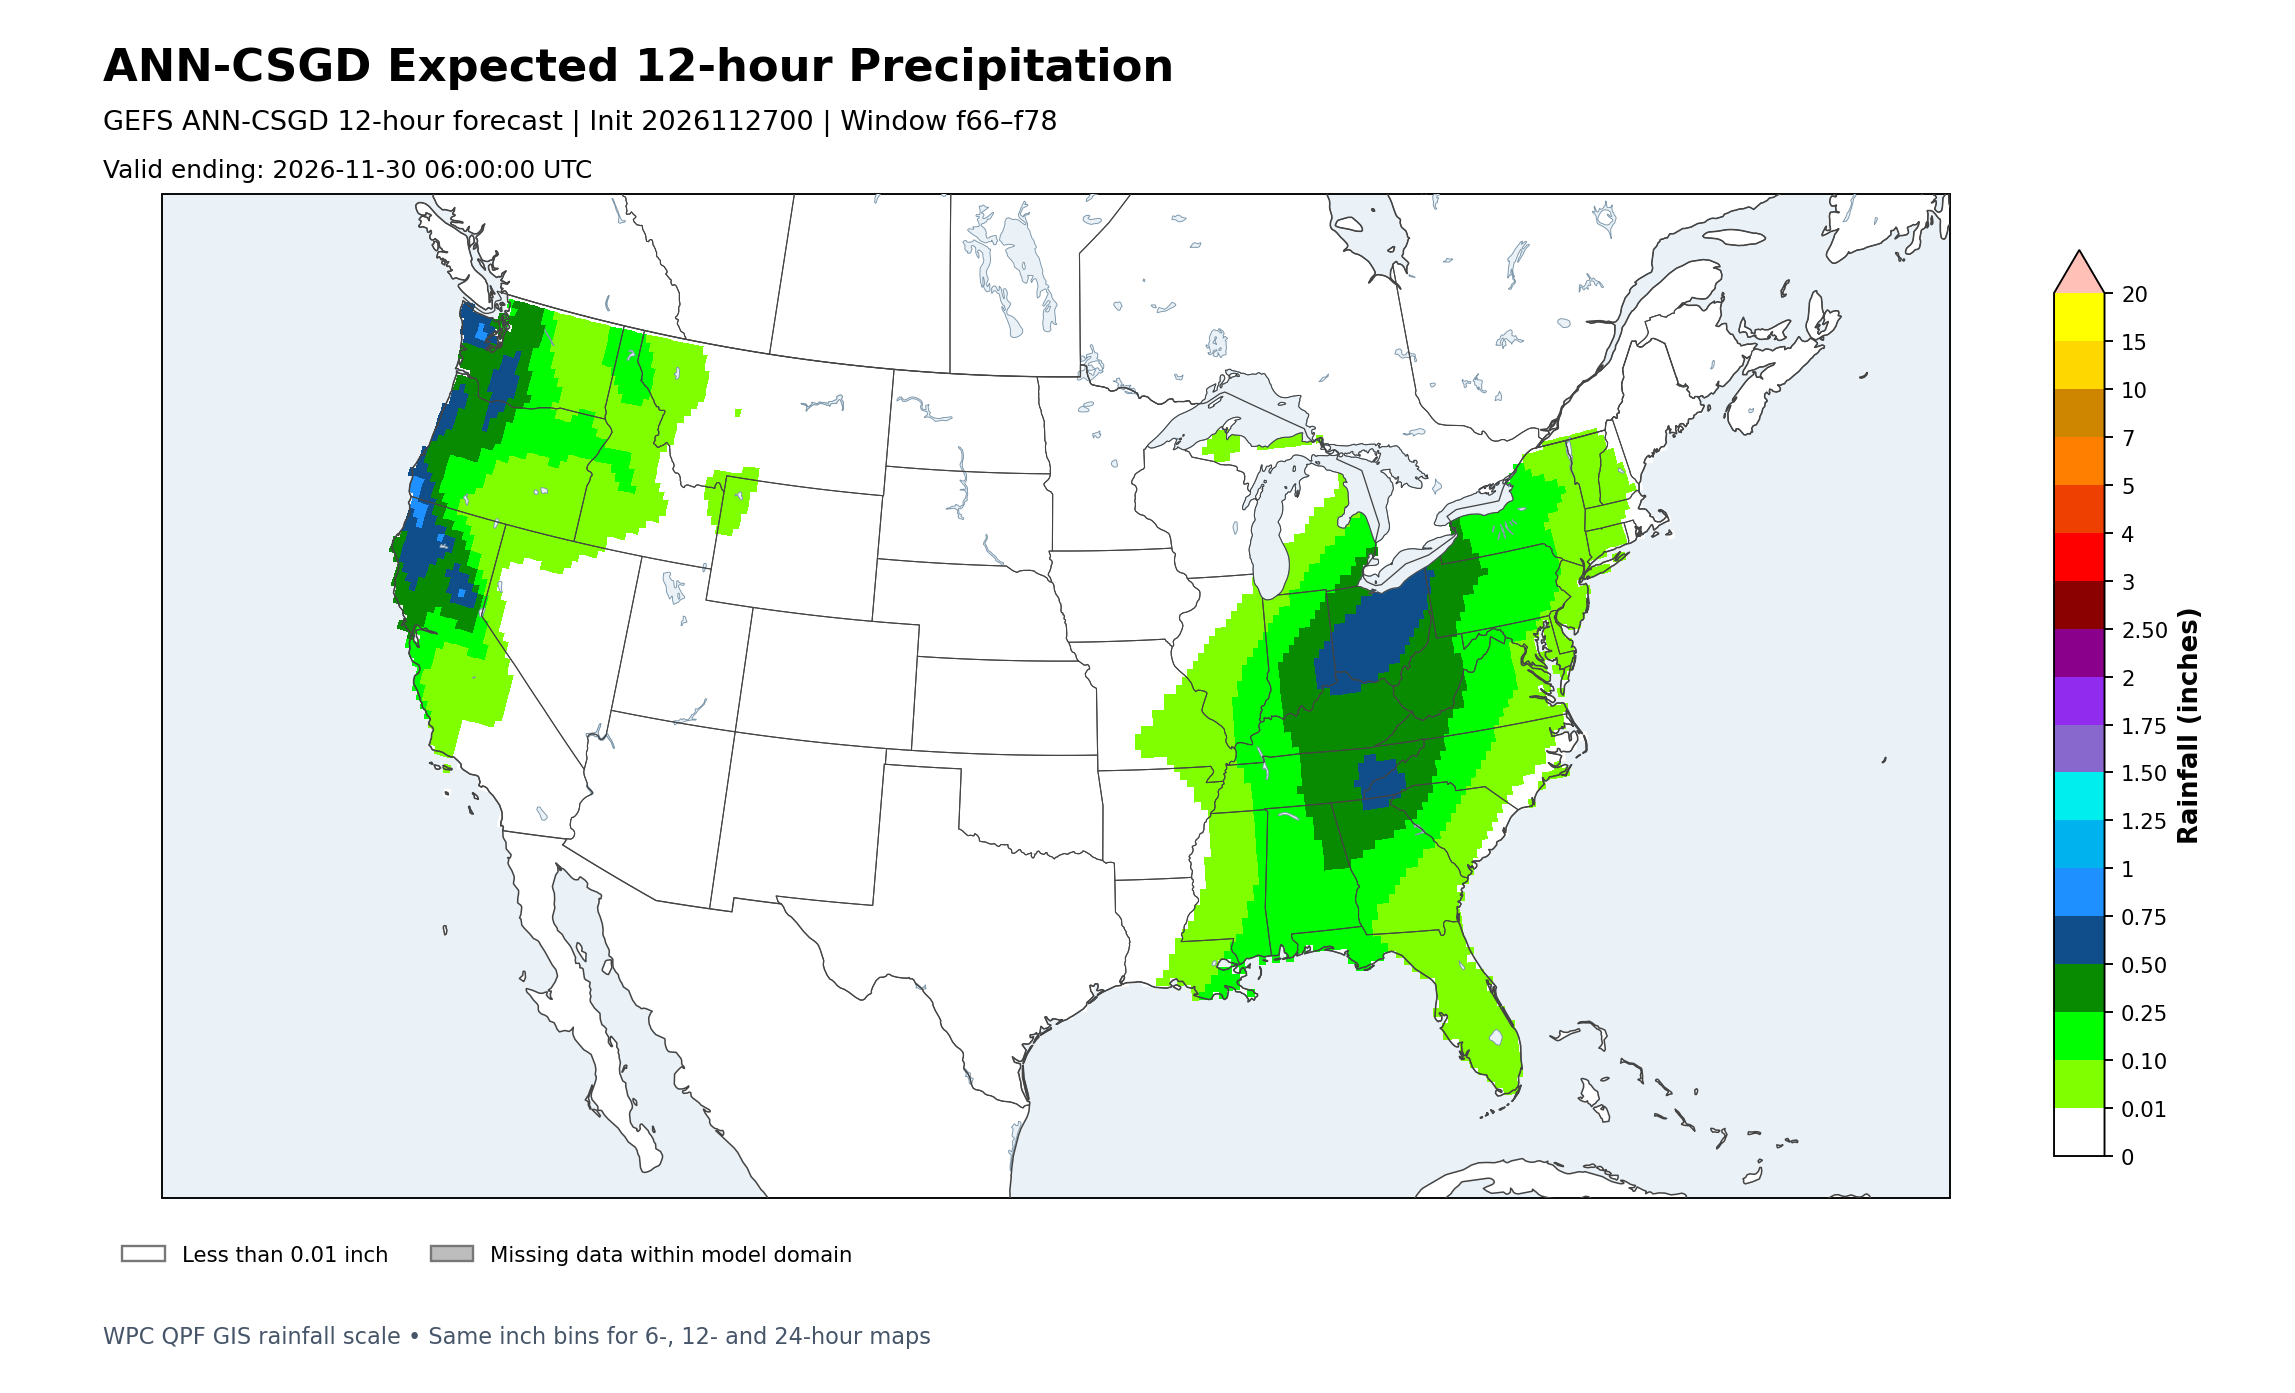 ANN-CSGD Expected 12-hour Precipitation
GEFS ANN-CSGD 12-hour forecast | Init 2026112700 | Window f66–f78
Valid ending: 2026-11-30 06:00:00 UTC
20
15
10
7
5
4
3
2.50
2
1.75
1.50
1.25
1
0.75
0.50
0.25
0.10
0.01
0
Rainfall (inches)
Less than 0.01 inch
Missing data within model domain
WPC QPF GIS rainfall scale • Same inch bins for 6-, 12- and 24-hour maps